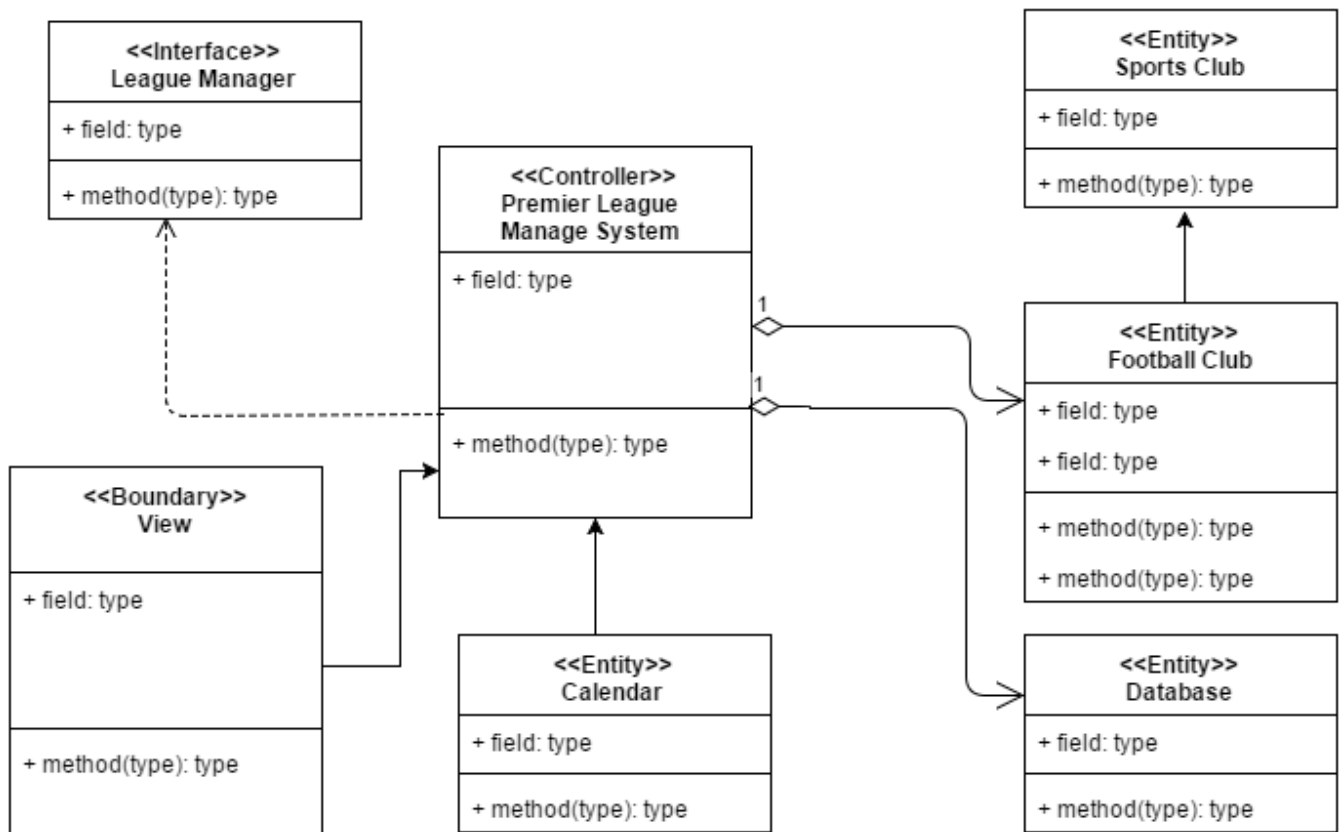 <<Interface>>
League Manager
+ field: type
+ method(type): type
<<Controller>>
Premier League
Manage System
+ field: type
+ method(type): type
1
1
<<Entity>>
Sports Club
+ field: type
+ method(type): type
<<Entity>>
Football Club
+ field: type
+ field: type
+ method(type): type
+ method(type): type
<<Boundary>>
View
+ field: type
+ method(type): type
<<Entity>>
Calendar
+ field: type
+ method(type): type
<<Entity>>
Database
+ field: type
+ method(type): type